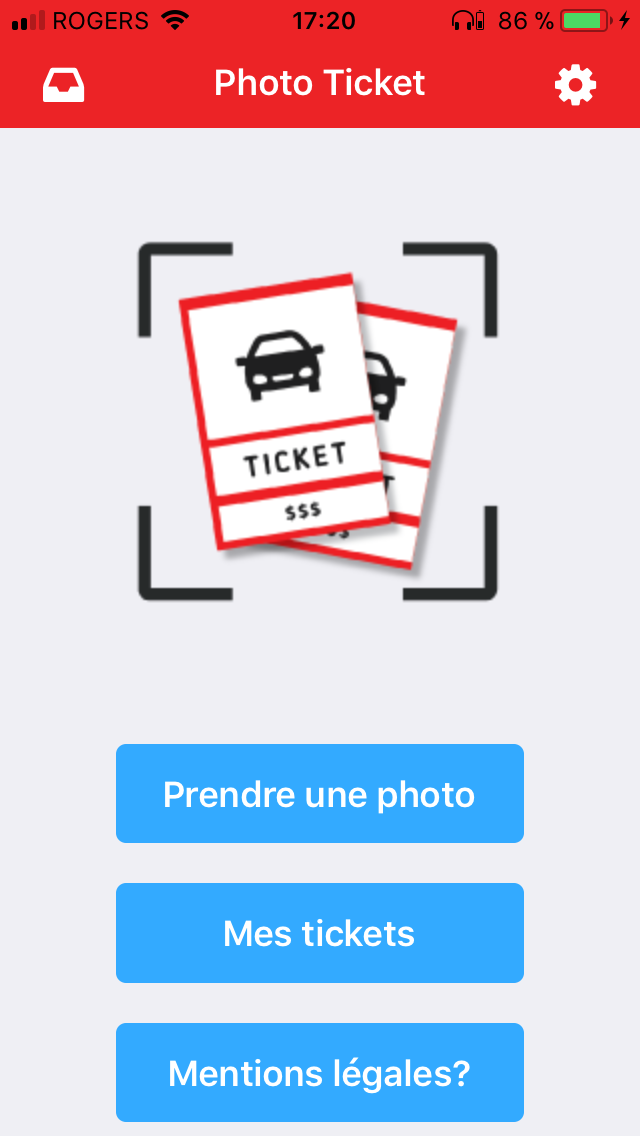 ROGERS 17:20 86 %
Photo Ticket
TICKET
$$$
T
$$
Prendre une photo
Mes tickets
Mentions légales?